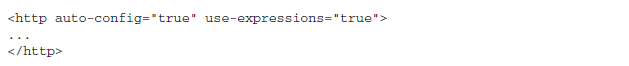 <http auto-config="true" use-expressions="true">
...
</http>